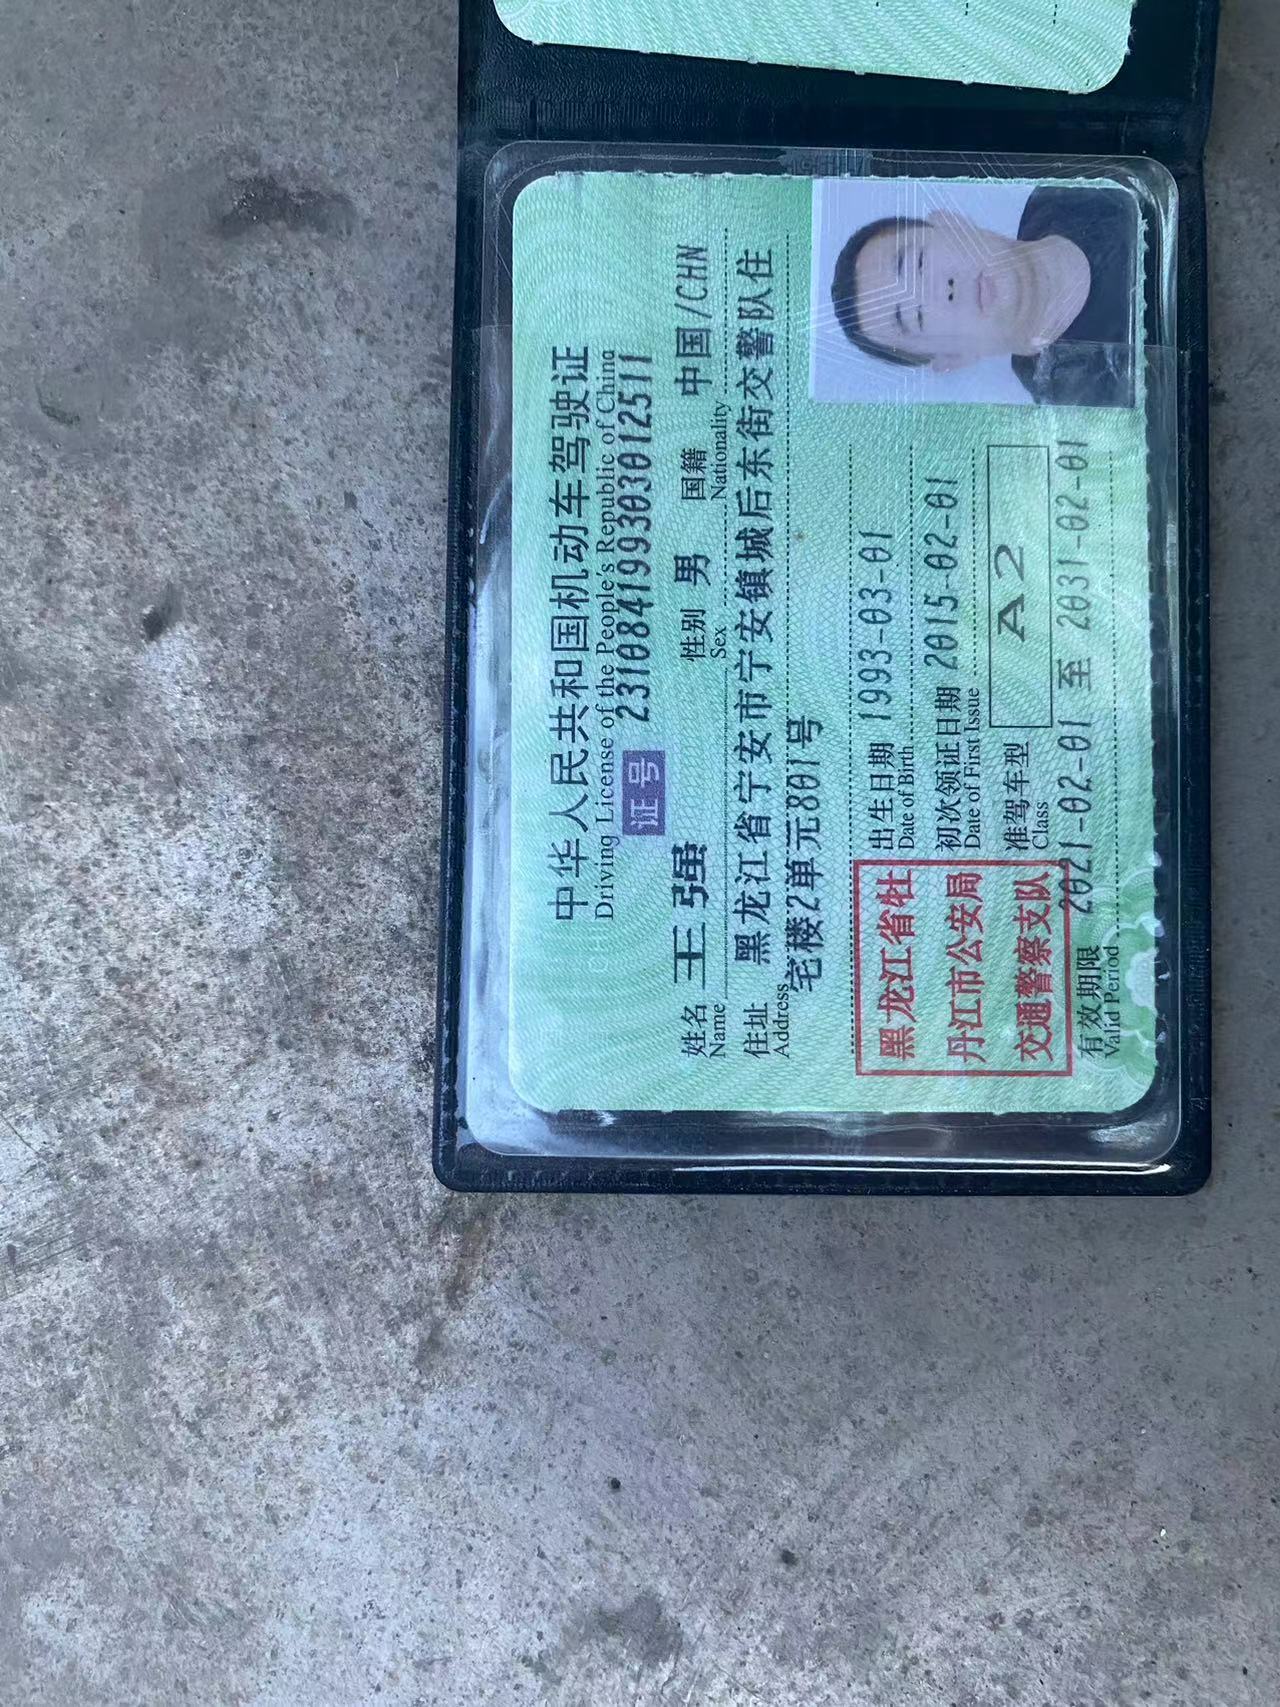 中华人民共和国机动车驾驶证
Driving License of the People's Republic of China
证号 231084199303012511
姓名 王强 性别 男 国籍 中国/CHN
Name Sex Nationality
住址 黑龙江省宁安市宁安镇城后东街交警队住
Address 宅楼2单元801号
出生日期 1993-03-01
Date of Birth
初次领证日期 2015-02-01
Date of First Issue
准驾车型 A2
Class
黑龙江省牡
丹江市公安局
交通警察支队
有效期限 2021-02-01 至 2031-02-01
Valid Period